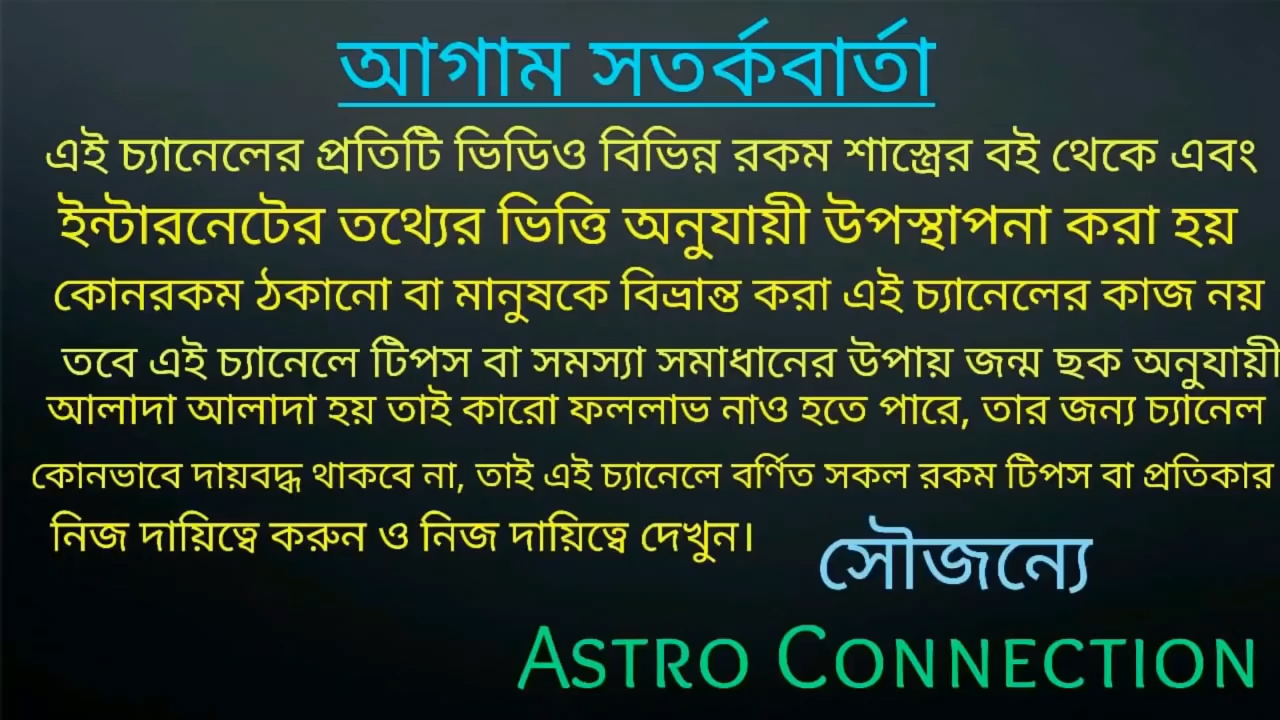 আগাম সতর্কবার্তা
এই চ্যানেলের প্রতিটি ভিডিও বিভিন্ন রকম শাস্ত্রের বই থেকে এবং
ইন্টারনেটের তথ্যের ভিত্তি অনুযায়ী উপস্থাপনা করা হয়
কোনরকম ঠকানো বা মানুষকে বিভ্রান্ত করা এই চ্যানেলের কাজ নয়
তবে এই চ্যানেলে টিপস বা সমস্যা সমাধানের উপায় জন্ম ছক অনুযায়ী
আলাদা আলাদা হয় তাই কারো ফললাভ নাও হতে পারে, তার জন্য চ্যানেল
কোনভাবে দায়বদ্ধ থাকবে না, তাই এই চ্যানেলে বর্ণিত সকল রকম টিপস বা প্রতিকার
নিজ দায়িত্বে করুন ও নিজ দায়িত্বে দেখুন।
সৌজন্যে
ASTRO CONNECTION